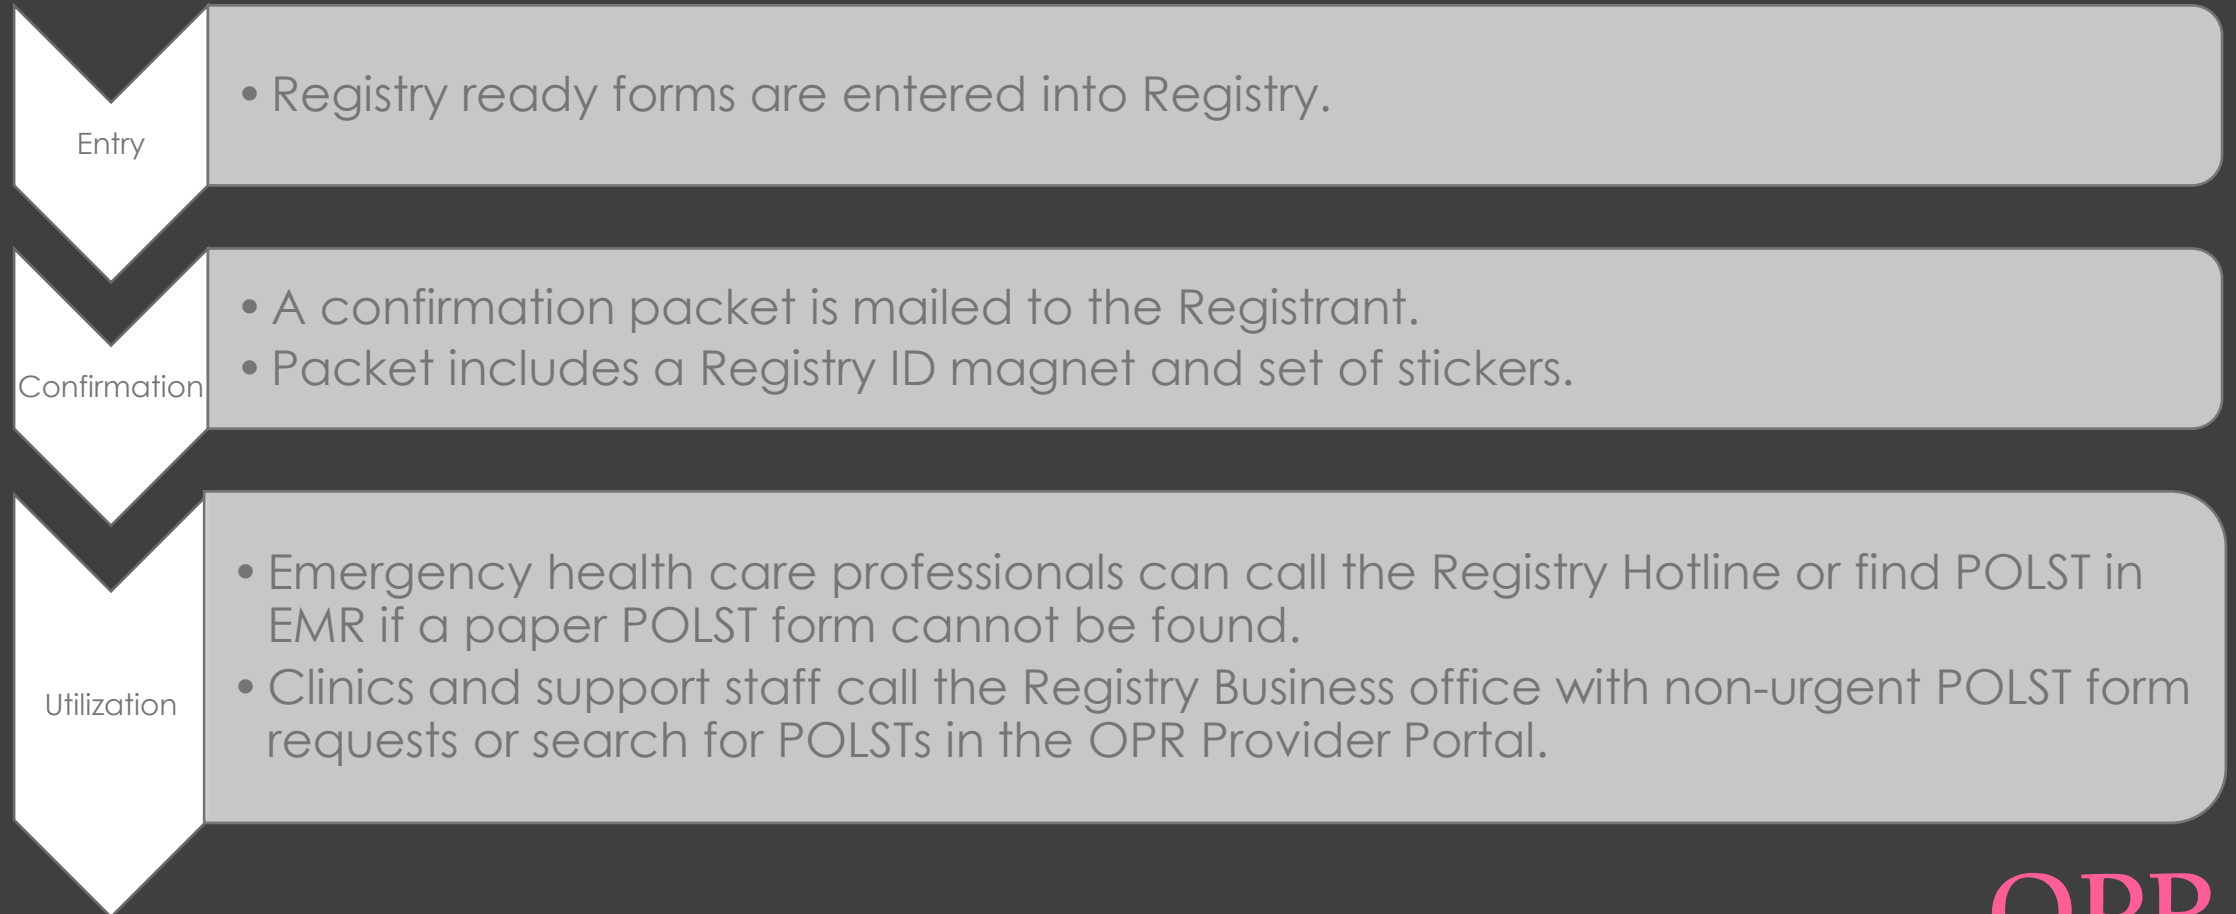 Entry
• Registry ready forms are entered into Registry.
Confirmation
• A confirmation packet is mailed to the Registrant.
• Packet includes a Registry ID magnet and set of stickers.
Utilization
• Emergency health care professionals can call the Registry Hotline or find POLST in
EMR if a paper POLST form cannot be found.
• Clinics and support staff call the Registry Business office with non-urgent POLST form
requests or search for POLSTs in the OPR Provider Portal.
OPR